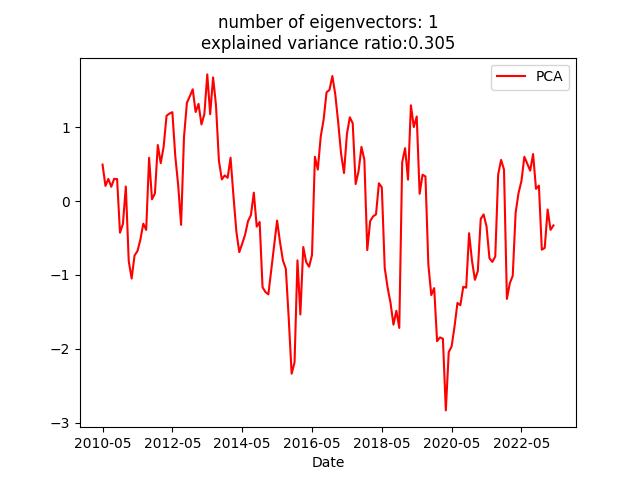 number of eigenvectors: 1
explained variance ratio:0.305
PCA
1
0
−1
−2
−3
2010-05 2012-05 2014-05 2016-05 2018-05 2020-05 2022-05
Date